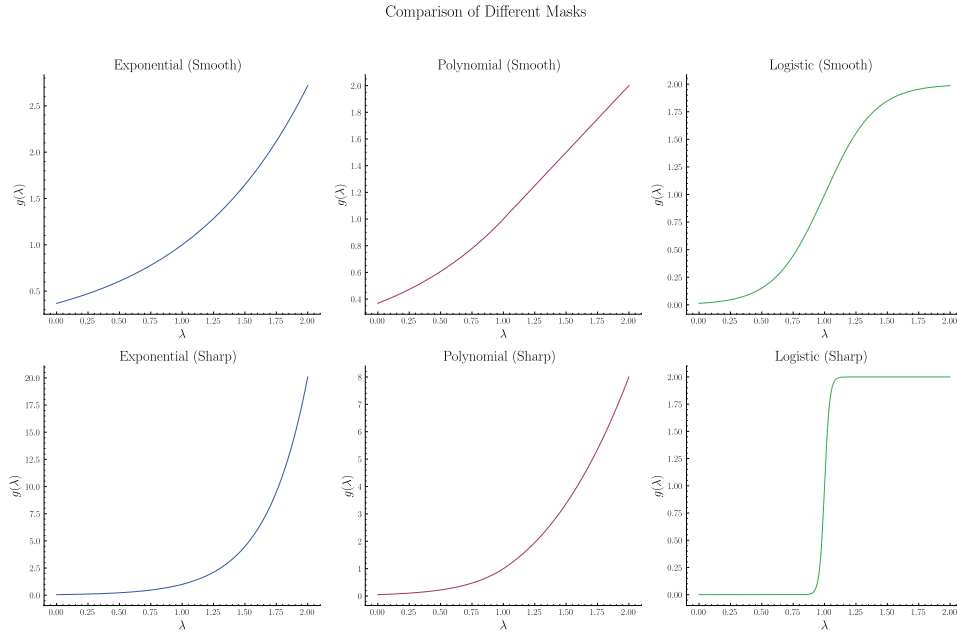 Comparison of Different Masks
Exponential (Smooth)
g(λ)
2.5
2.0
1.5
1.0
0.5
0.00 0.25 0.50 0.75 1.00 1.25 1.50 1.75 2.00
λ
Polynomial (Smooth)
g(λ)
2.0
1.8
1.6
1.4
1.2
1.0
0.8
0.6
0.4
0.00 0.25 0.50 0.75 1.00 1.25 1.50 1.75 2.00
λ
Logistic (Smooth)
g(λ)
2.00
1.75
1.50
1.25
1.00
0.75
0.50
0.25
0.00
0.00 0.25 0.50 0.75 1.00 1.25 1.50 1.75 2.00
λ
Exponential (Sharp)
g(λ)
20.0
17.5
15.0
12.5
10.0
7.5
5.0
2.5
0.0
0.00 0.25 0.50 0.75 1.00 1.25 1.50 1.75 2.00
λ
Polynomial (Sharp)
g(λ)
8
7
6
5
4
3
2
1
0
0.00 0.25 0.50 0.75 1.00 1.25 1.50 1.75 2.00
λ
Logistic (Sharp)
g(λ)
2.00
1.75
1.50
1.25
1.00
0.75
0.50
0.25
0.00
0.00 0.25 0.50 0.75 1.00 1.25 1.50 1.75 2.00
λ